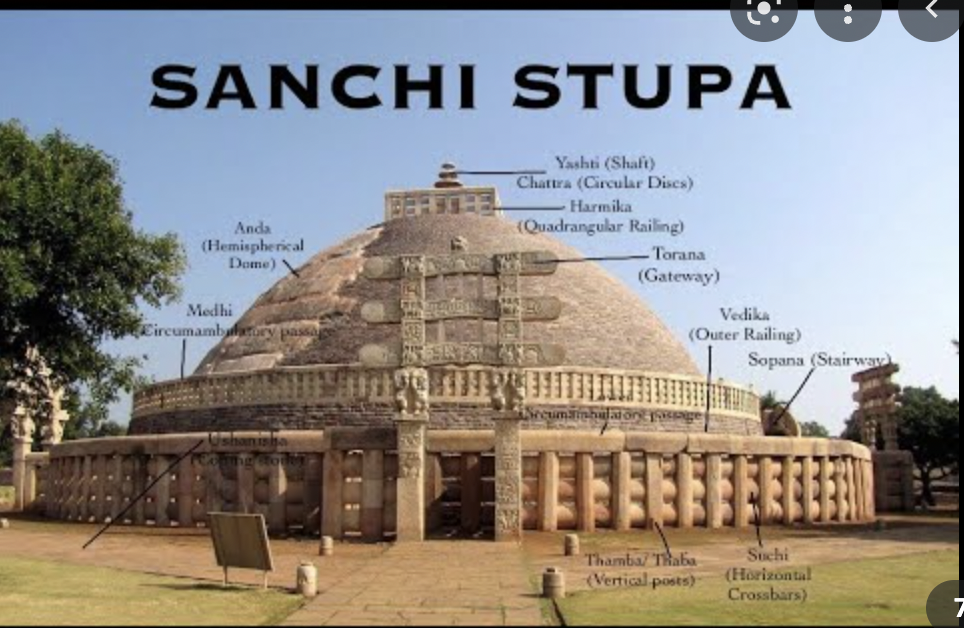 SANCHI STUPA
Yashti (Shaft)
Chattra (Circular Discs)
Harmika
(Quadrangular Railing)
Anda
(Hemispherical
Dome)
Torana
(Gateway)
Medhi
Circumambulatory passage
Vedika
(Outer Railing)
Sopana (Stairway)
Circumambulatory passage
Ushanisha
(Coping stone)
Thamba/ Thaba
(Vertical posts)
Suchi
(Horizontal
Crossbars)
7